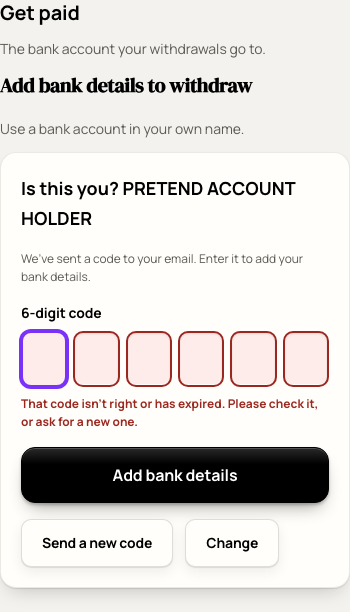 Get paid
The bank account your withdrawals go to.
Add bank details to withdraw
Use a bank account in your own name.
Is this you? PRETEND ACCOUNT
HOLDER
We've sent a code to your email. Enter it to add your
bank details.
6-digit code
That code isn't right or has expired. Please check it,
or ask for a new one.
Add bank details
Send a new code
Change